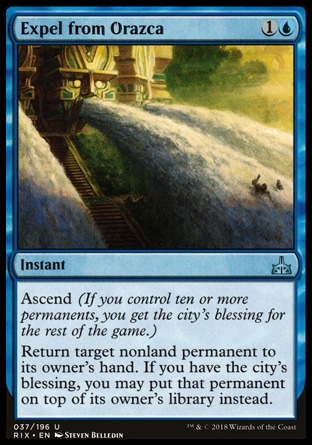 Expel from Orazca 1
Instant
Ascend (If you control ten or more
permanents, you get the city's blessing for
the rest of the game.)
Return target nonland permanent to
its owner's hand. If you have the city's
blessing, you may put that permanent
on top of its owner's library instead.
037/196 U
RIX • EN Steven Belledin
™ & © 2018 Wizards of the Coast